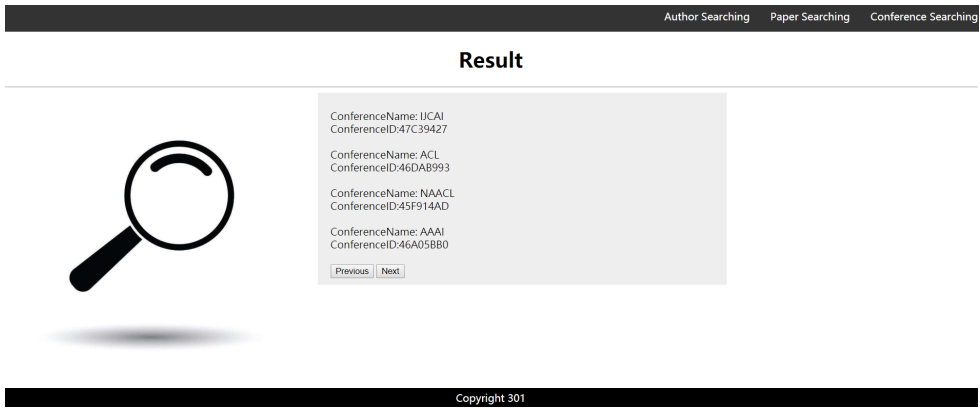 Author Searching Paper Searching Conference Searching
Result
ConferenceName: IJCAI
ConferenceID:47C39427
ConferenceName: ACL
ConferenceID:46DAB993
ConferenceName: NAACL
ConferenceID:45F914AD
ConferenceName: AAAI
ConferenceID:46A05BB0
Previous Next
Copyright 301